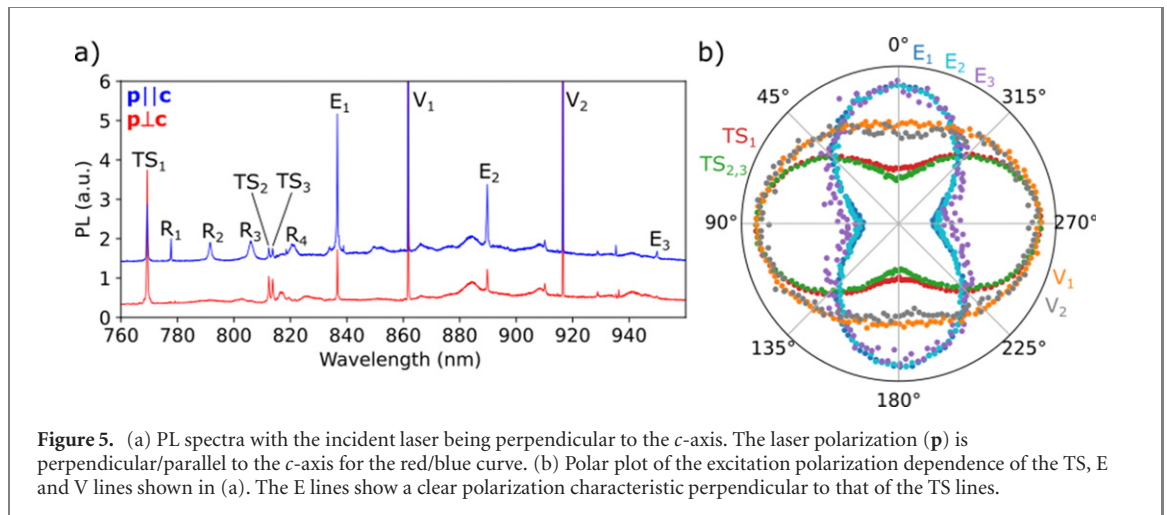 a)
p||c
p⊥c
PL (a.u.)
6
5
4
3
2
1
0
TS₁
R₁
R₂
R₃
TS₂
TS₃
R₄
E₁
V₁
E₂
V₂
E₃
760 780 800 820 840 860 880 900 920 940
Wavelength (nm)
b)
0°
E₁
E₂
E₃
45°
315°
TS₁
TS₂,₃
90°
270°
V₁
V₂
135°
225°
180°
Figure 5. (a) PL spectra with the incident laser being perpendicular to the c-axis. The laser polarization (p) is
perpendicular/parallel to the c-axis for the red/blue curve. (b) Polar plot of the excitation polarization dependence of the TS, E
and V lines shown in (a). The E lines show a clear polarization characteristic perpendicular to that of the TS lines.